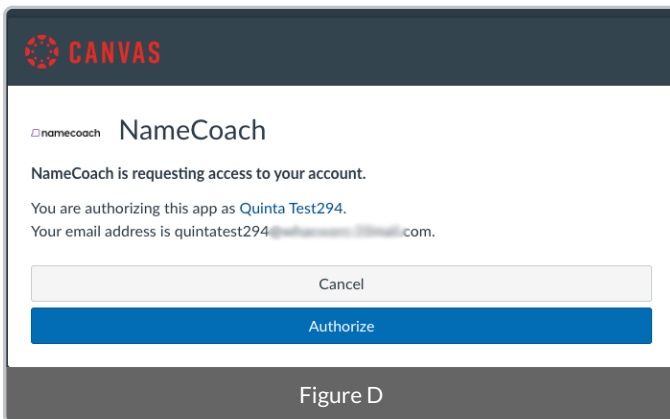 CANVAS
namecoach NameCoach
NameCoach is requesting access to your account.
You are authorizing this app as Quinta Test294.
Your email address is quintatest294 com.
Cancel
Authorize
Figure D